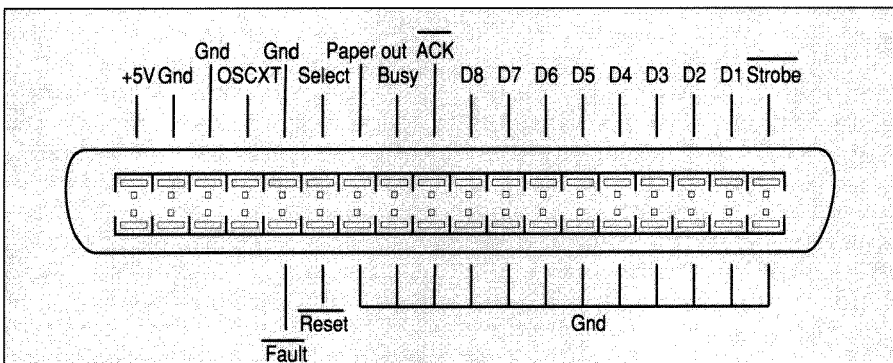 Gnd Gnd Paper out ACK
+5V Gnd OSCXT Select Busy D8 D7 D6 D5 D4 D3 D2 D1 Strobe
Reset Gnd
Fault